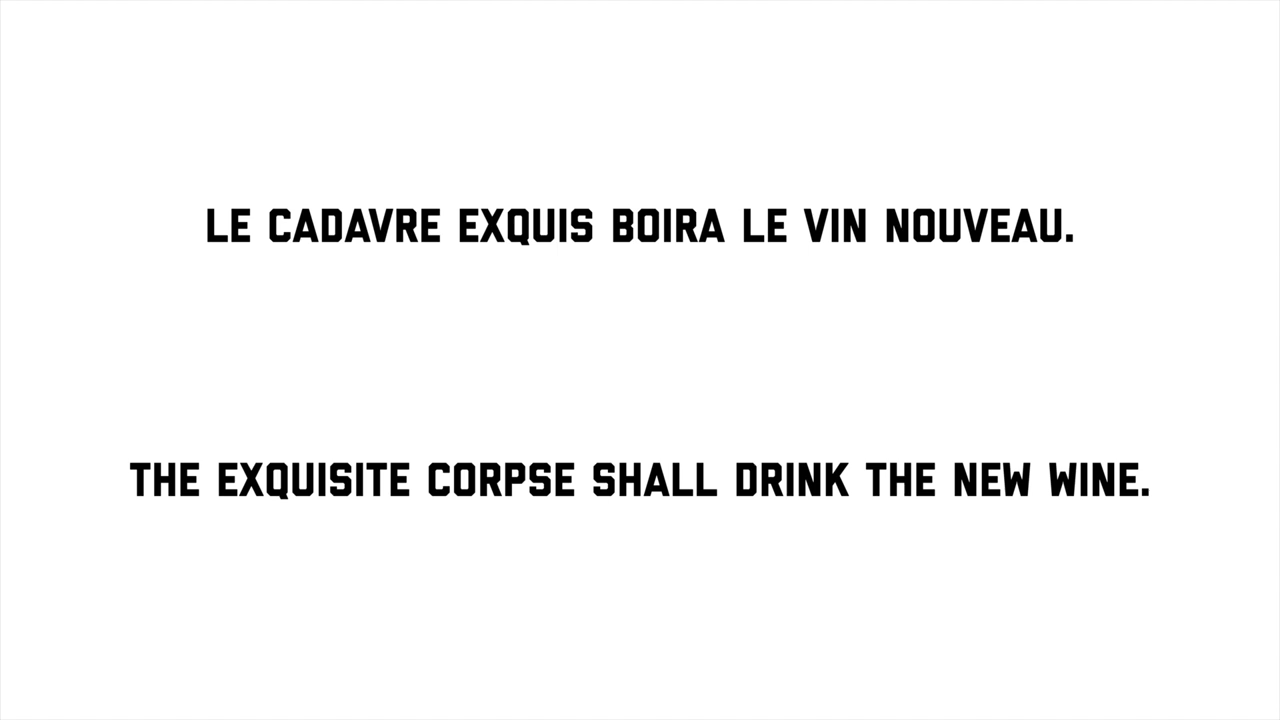 LE CADAVRE EXQUIS BOIRA LE VIN NOUVEAU.
THE EXQUISITE CORPSE SHALL DRINK THE NEW WINE.